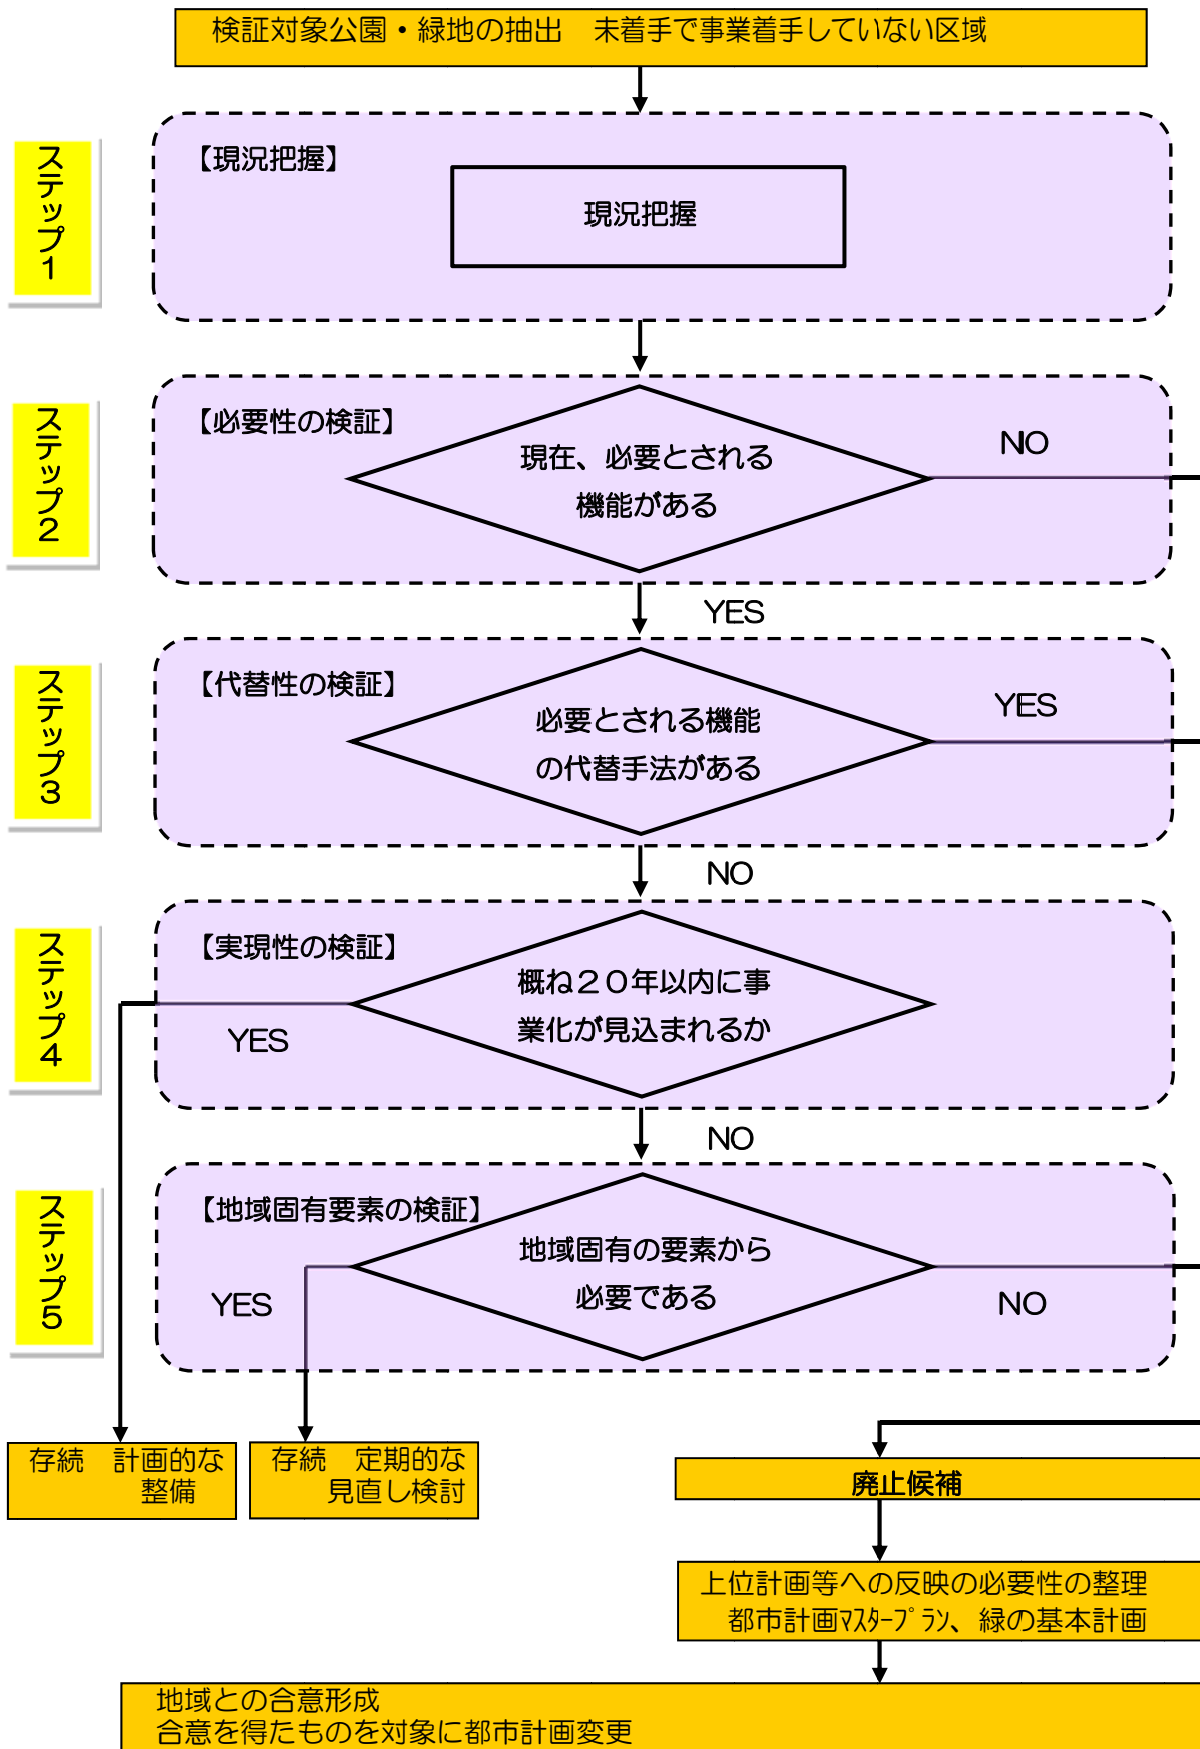 検証対象公園・緑地の抽出　未着手で事業着手していない区域
ステップ1
【現況把握】
現況把握
ステップ2
【必要性の検証】
現在、必要とされる
機能がある
NO
YES
ステップ3
【代替性の検証】
必要とされる機能
の代替手法がある
YES
NO
ステップ4
【実現性の検証】
概ね２０年以内に事
業化が見込まれるか
YES
NO
ステップ5
【地域固有要素の検証】
地域固有の要素から
必要である
YES
NO
存続　計画的な
整備
存続　定期的な
見直し検討
廃止候補
上位計画等への反映の必要性の整理
都市計画ﾏｽﾀｰﾌﾟﾗﾝ、緑の基本計画
地域との合意形成
合意を得たものを対象に都市計画変更